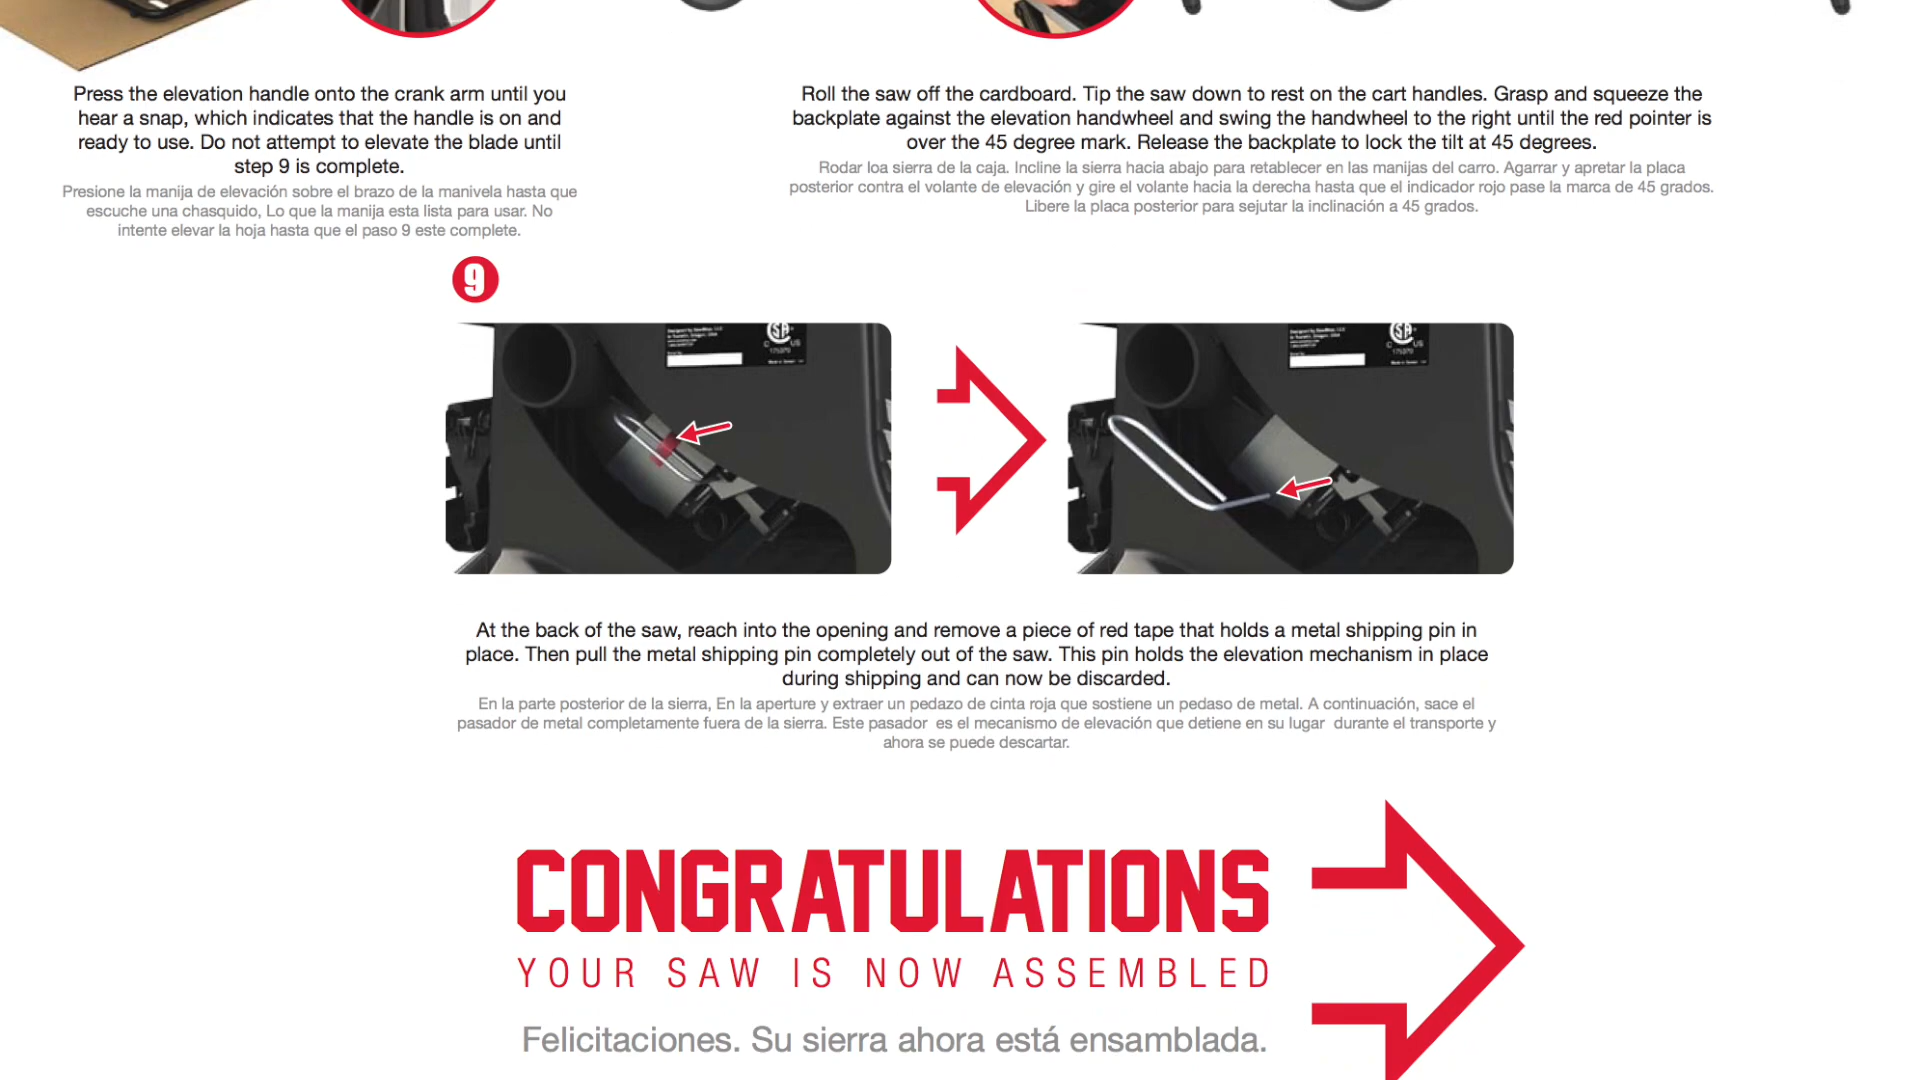 Press the elevation handle onto the crank arm until you
hear a snap, which indicates that the handle is on and
ready to use. Do not attempt to elevate the blade until
step 9 is complete.
Presione la manija de elevación sobre el brazo de la manivela hasta que
escuche una chasquido, Lo que la manija esta lista para usar. No
intente elevar la hoja hasta que el paso 9 este complete.
Roll the saw off the cardboard. Tip the saw down to rest on the cart handles. Grasp and squeeze the
backplate against the elevation handwheel and swing the handwheel to the right until the red pointer is
over the 45 degree mark. Release the backplate to lock the tilt at 45 degrees.
Rodar loa sierra de la caja. Incline la sierra hacia abajo para retablecer en las manijas del carro. Agarrar y apretar la placa
posterior contra el volante de elevación y gire el volante hacia la derecha hasta que el indicador rojo pase la marca de 45 grados.
Libere la placa posterior para sejutar la inclinación a 45 grados.
9
C US
C US
At the back of the saw, reach into the opening and remove a piece of red tape that holds a metal shipping pin in
place. Then pull the metal shipping pin completely out of the saw. This pin holds the elevation mechanism in place
during shipping and can now be discarded.
En la parte posterior de la sierra, En la aperture y extraer un pedazo de cinta roja que sostiene un pedaso de metal. A continuación, sace el
pasador de metal completamente fuera de la sierra. Este pasador es el mecanismo de elevación que detiene en su lugar durante el transporte y
ahora se puede descartar.
CONGRATULATIONS
YOUR SAW IS NOW ASSEMBLED
Felicitaciones. Su sierra ahora está ensamblada.